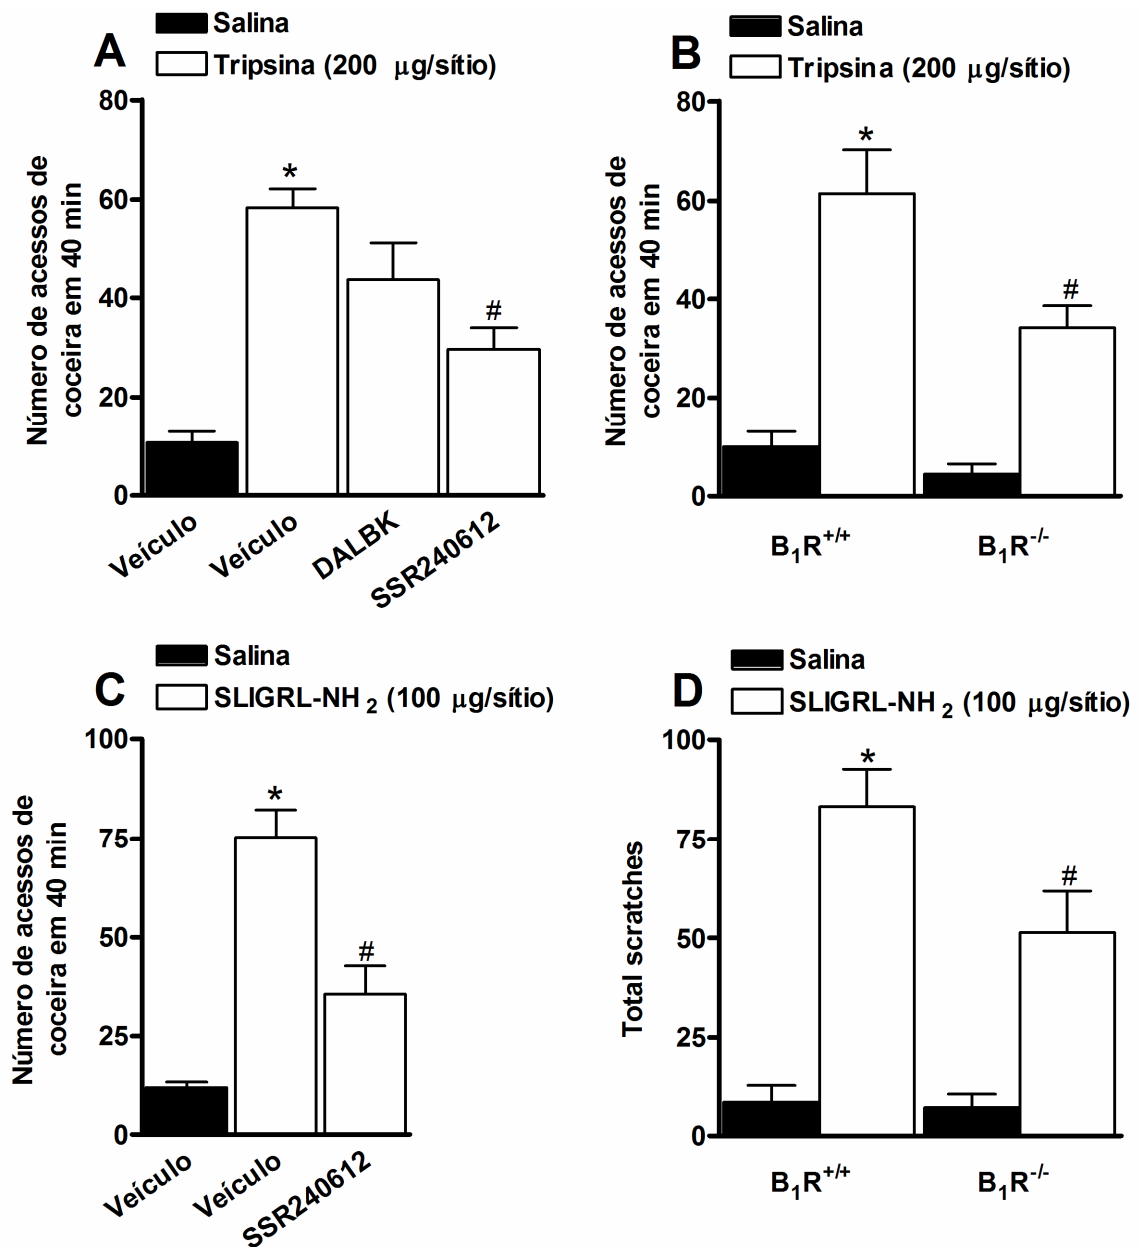 A
Salina
Tripsina (200 µg/sítio)
Número de acessos de
coceira em 40 min
80
60
40
20
0
*
#
Veículo
Veículo
DALBK
SSR240612
B
Salina
Tripsina (200 µg/sítio)
Número de acessos de
coceira em 40 min
80
60
40
20
0
*
#
B₁R⁺/⁺
B₁R⁻/⁻
C
Salina
SLIGRL-NH₂ (100 µg/sítio)
Número de acessos de
coceira em 40 min
100
75
50
25
0
*
#
Veículo
Veículo
SSR240612
D
Salina
SLIGRL-NH₂ (100 µg/sítio)
Total scratches
100
75
50
25
0
*
#
B₁R⁺/⁺
B₁R⁻/⁻